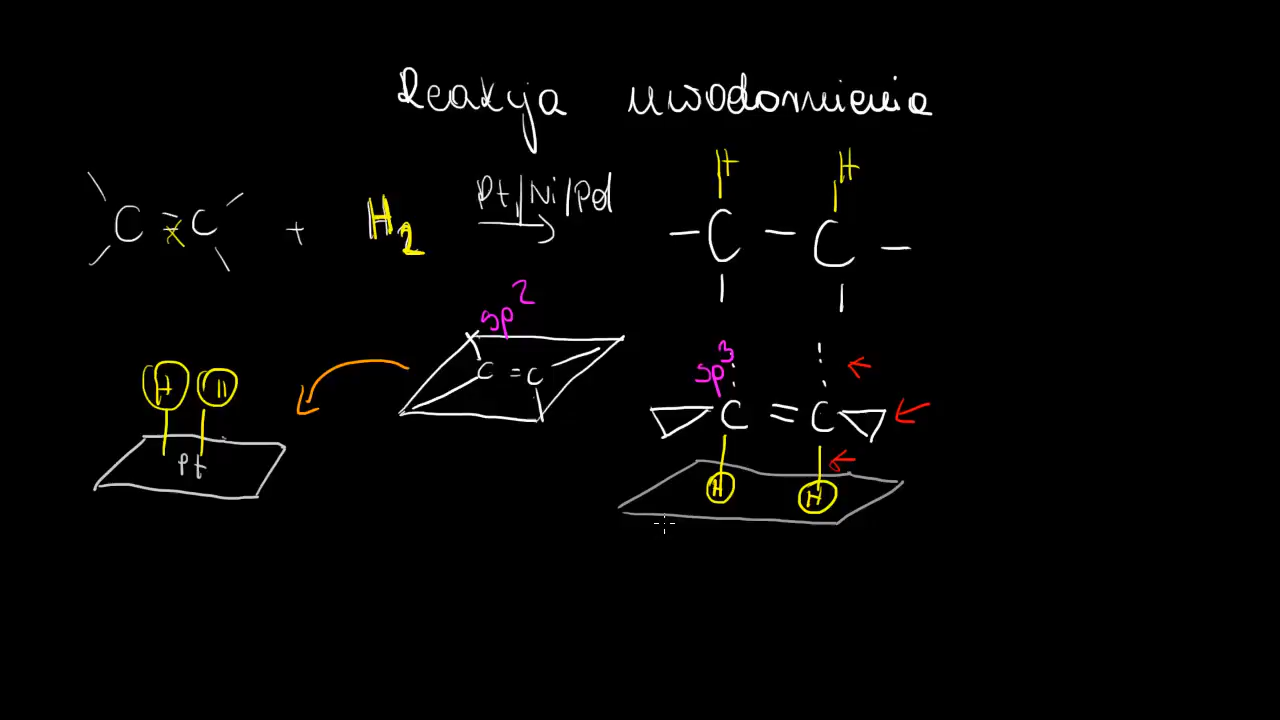 Reakcja uwodornienia
C = C + H2 Pt/Ni/Pd H H
C C
sp2
H H C = C
Pt
sp3
C = C
H H